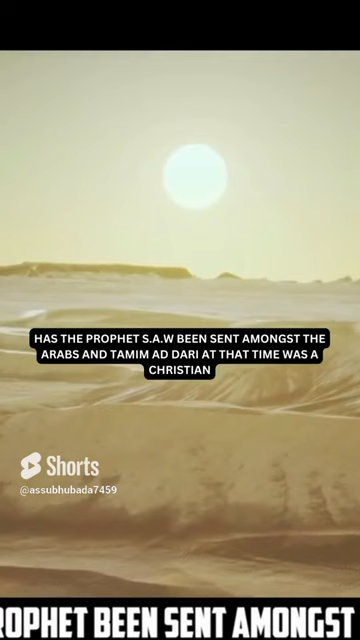 HAS THE PROPHET S.A.W BEEN SENT AMONGST THE
ARABS AND TAMIM AD DARI AT THAT TIME WAS A
CHRISTIAN
Shorts
@assubhubada7459
ROPHET BEEN SENT AMONGST